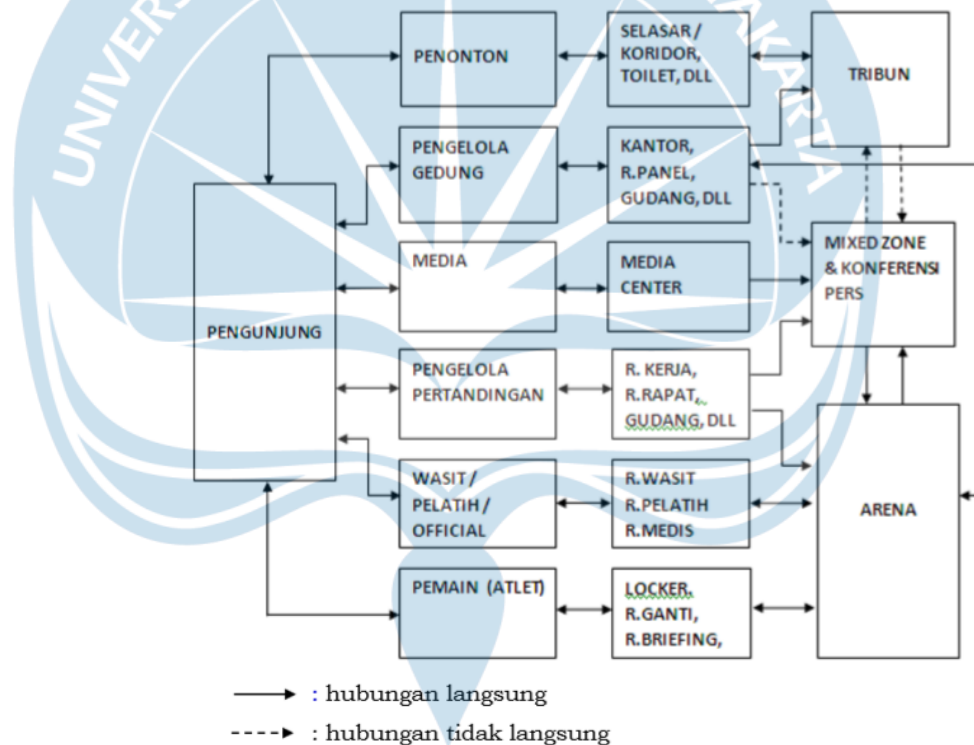 UNIVERS
AKARTA
PENONTON
SELASAR /
KORIDOR,
TOILET, DLL
TRIBUN
PENGELOLA
GEDUNG
KANTOR,
R.PANEL,
GUDANG, DLL
MEDIA
MEDIA
CENTER
MIXED ZONE
& KONFERENSI
PERS
PENGUNJUNG
PENGELOLA
PERTANDINGAN
R. KERJA,
R.RAPAT,
GUDANG, DLL
WASIT /
PELATIH /
OFFICIAL
R.WASIT
R.PELATIH
R.MEDIS
ARENA
PEMAIN (ATLET)
LOCKER,
R.GANTI,
R.BRIEFING,
: hubungan langsung
: hubungan tidak langsung